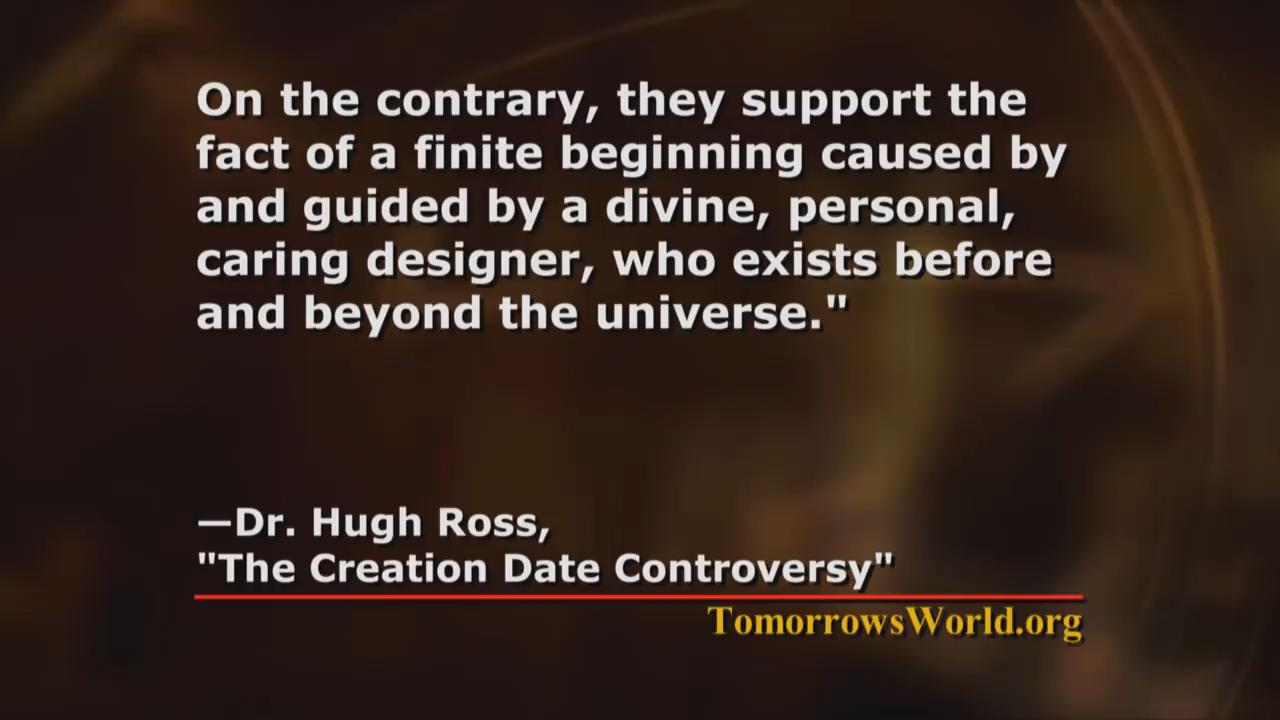 On the contrary, they support the
fact of a finite beginning caused by
and guided by a divine, personal,
caring designer, who exists before
and beyond the universe."
—Dr. Hugh Ross,
"The Creation Date Controversy"
TomorrowsWorld.org